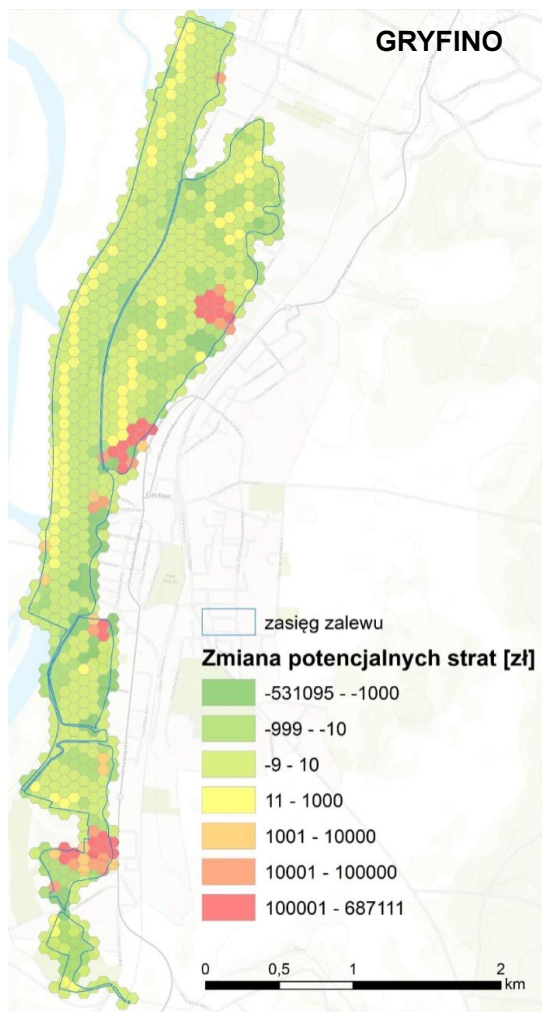 GRYFINO
zasięg zalewu
Zmiana potencjalnych strat [zł]
-531095 - -1000
-999 - -10
-9 - 10
11 - 1000
1001 - 10000
10001 - 100000
100001 - 687111
0 0,5 1 2
km